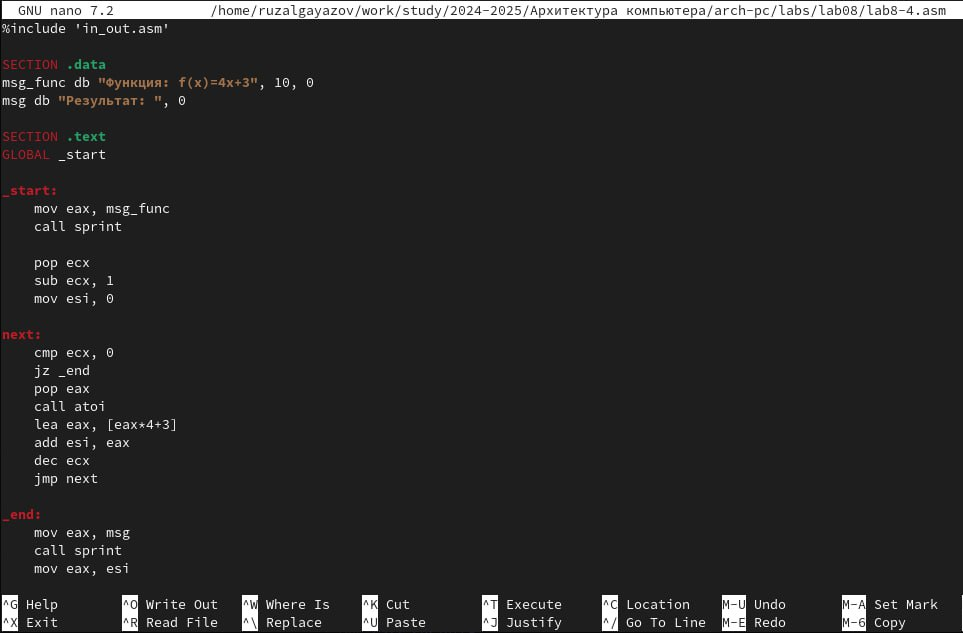 GNU nano 7.2 /home/ruzalgayazov/work/study/2024-2025/Архитектура компьютера/arch-pc/labs/lab08/lab8-4.asm
%include 'in_out.asm'
SECTION .data
msg_func db "Функция: f(x)=4x+3", 10, 0
msg db "Результат: ", 0
SECTION .text
GLOBAL _start
_start:
    mov eax, msg_func
    call sprint
    pop ecx
    sub ecx, 1
    mov esi, 0
next:
    cmp ecx, 0
    jz _end
    pop eax
    call atoi
    lea eax, [eax*4+3]
    add esi, eax
    dec ecx
    jmp next
_end:
    mov eax, msg
    call sprint
    mov eax, esi
^G Help ^O Write Out ^W Where Is ^K Cut ^T Execute ^C Location M-U Undo M-A Set Mark
^X Exit ^R Read File ^\ Replace ^U Paste ^J Justify ^/ Go To Line M-E Redo M-6 Copy